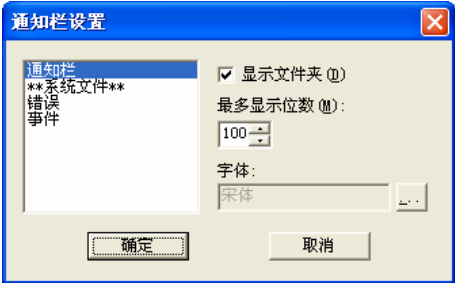 通知栏设置
通知栏
**系统文件**
错误
事件
显示文件夹(D)
最多显示位数(M):
100
字体:
宋体
...
确定
取消